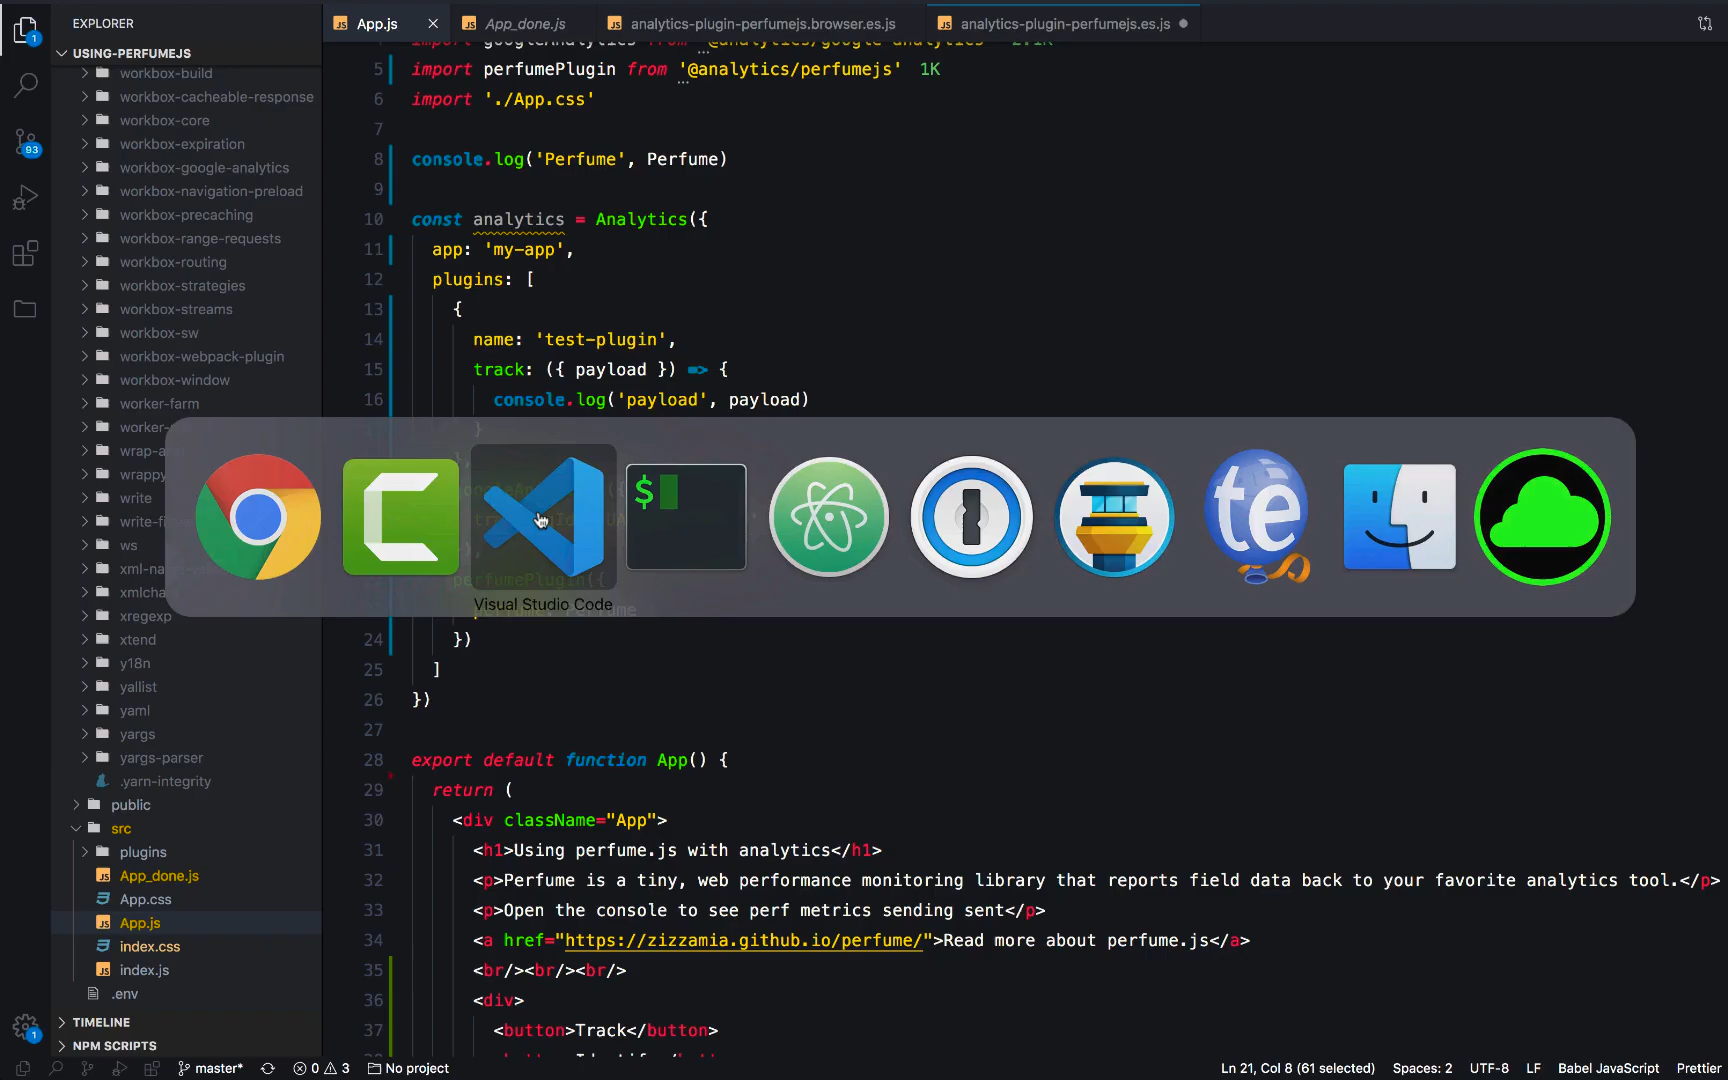 EXPLORER
App.js
App_done.js
analytics-plugin-perfumejs.browser.es.js
analytics-plugin-perfumejs.es.js
USING-PERFUMEJS
1
93
1
workbox-build
workbox-cacheable-response
workbox-core
workbox-expiration
workbox-google-analytics
workbox-navigation-preload
workbox-precaching
workbox-range-requests
workbox-routing
workbox-strategies
workbox-streams
workbox-sw
workbox-webpack-plugin
workbox-window
worker-farm
write
ws
xregexp
xtend
y18n
yallist
yaml
yargs
yargs-parser
.yarn-integrity
public
src
plugins
App_done.js
App.css
App.js
index.css
index.js
.env
TIMELINE
NPM SCRIPTS
5 import perfumePlugin from '@analytics/perfumejs' 1K
6 import './App.css'
7
8 console.log('Perfume', Perfume)
9
10 const analytics = Analytics({
11 app: 'my-app',
12 plugins: [
13 {
14 name: 'test-plugin',
15 track: ({ payload }) => {
16 console.log('payload', payload)
}
perfumePlugin({
$
te
Visual Studio Code
24 })
25 ]
26 })
27
28 export default function App() {
29 return (
30 <div className="App">
31 <h1>Using perfume.js with analytics</h1>
32 <p>Perfume is a tiny, web performance monitoring library that reports field data back to your favorite analytics tool.</p>
33 <p>Open the console to see perf metrics sending sent</p>
34 <a href="https://zizzamia.github.io/perfume/">Read more about perfume.js</a>
35 <br/><br/><br/>
36 <div>
37 <button>Track</button>
master*
0
3
No project
Ln 21, Col 8 (61 selected)
Spaces: 2
UTF-8
LF
Babel JavaScript
Prettier